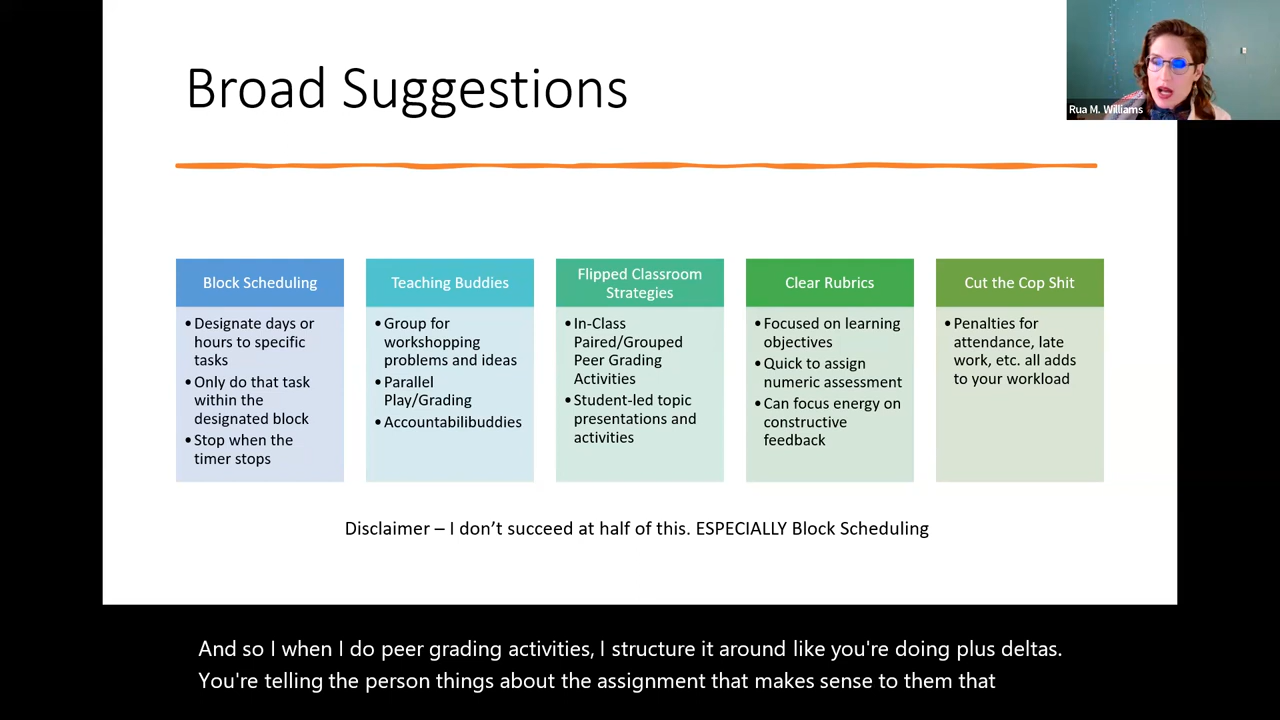 Broad Suggestions
Rua M. Williams
Block Scheduling
• Designate days or
hours to specific
tasks
• Only do that task
within the
designated block
• Stop when the
timer stops
Teaching Buddies
• Group for
workshopping
problems and ideas
• Parallel
Play/Grading
• Accountabilibuddies
Flipped Classroom
Strategies
• In-Class
Paired/Grouped
Peer Grading
Activities
• Student-led topic
presentations and
activities
Clear Rubrics
• Focused on learning
objectives
• Quick to assign
numeric assessment
• Can focus energy on
constructive
feedback
Cut the Cop Shit
• Penalties for
attendance, late
work, etc. all adds
to your workload
Disclaimer – I don’t succeed at half of this. ESPECIALLY Block Scheduling
And so I when I do peer grading activities, I structure it around like you're doing plus deltas.
You're telling the person things about the assignment that makes sense to them that